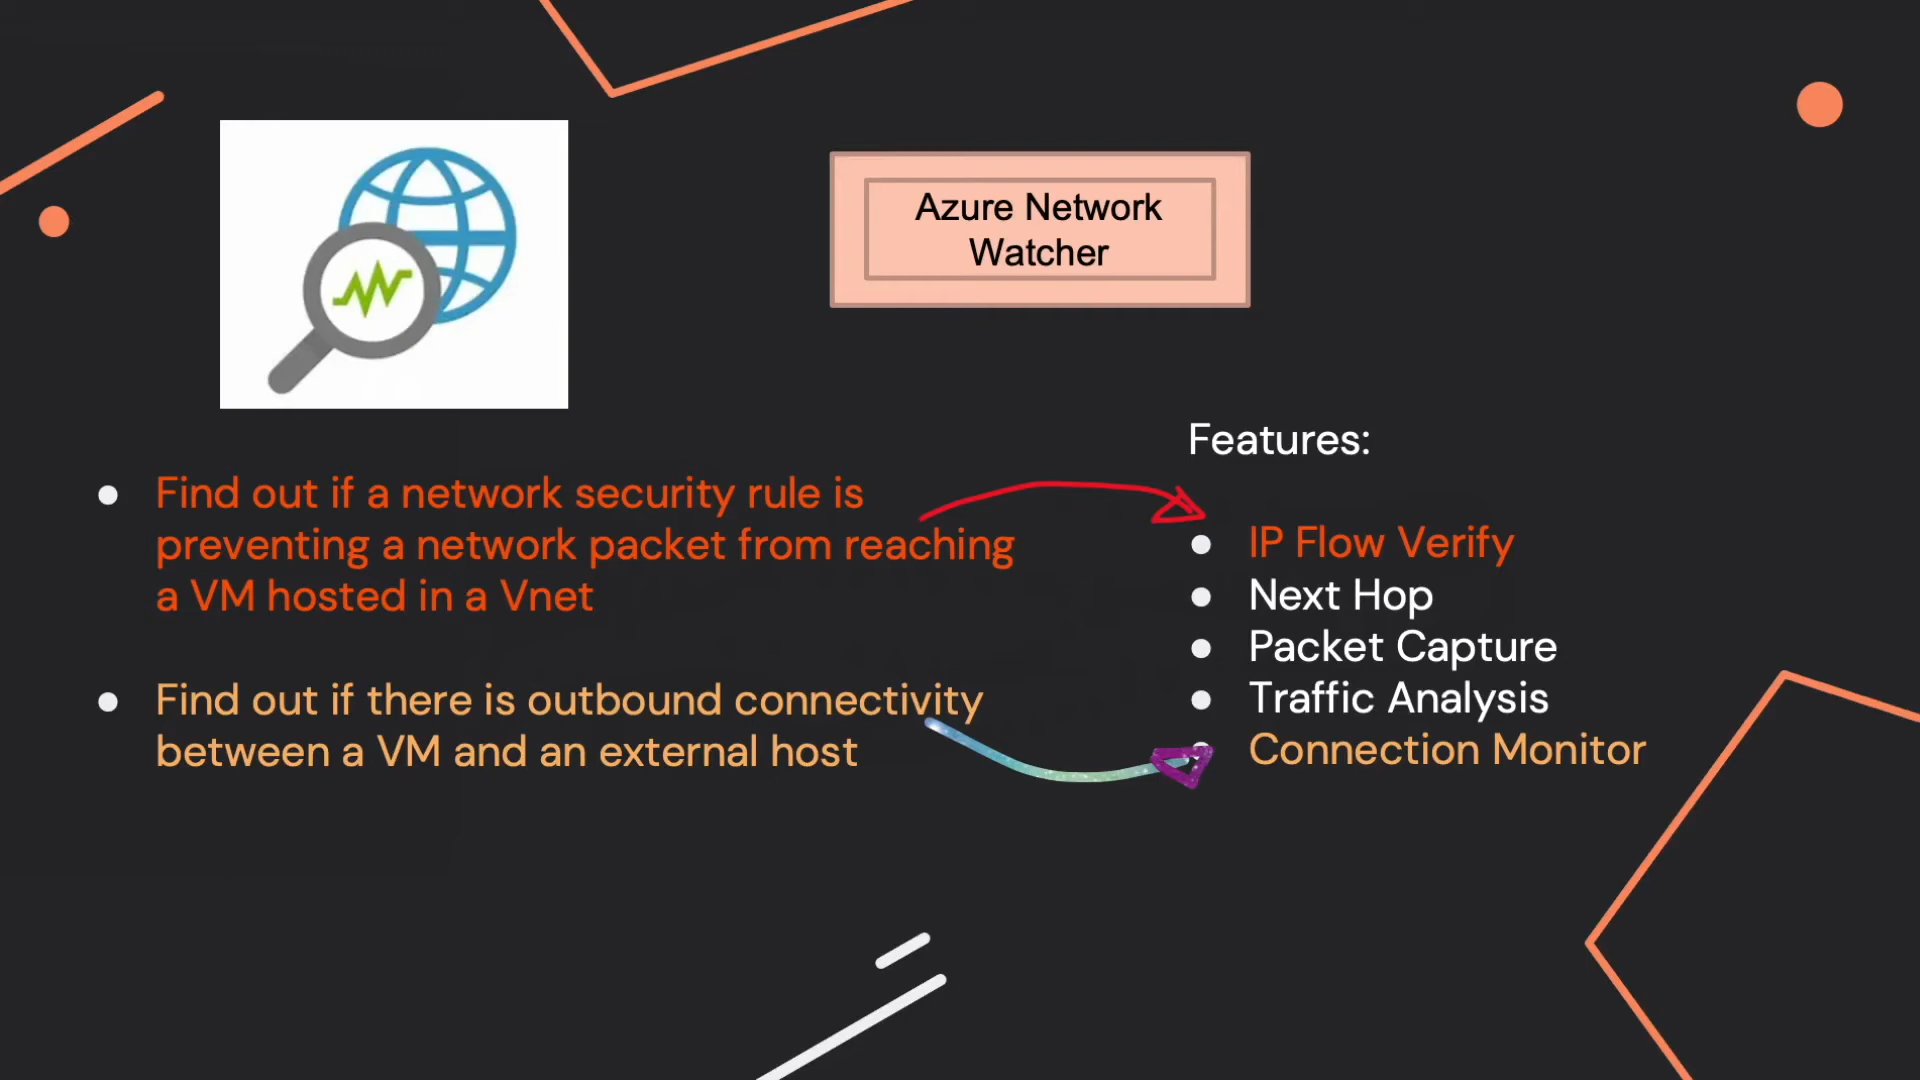 Azure Network
Watcher
Find out if a network security rule is
preventing a network packet from reaching
a VM hosted in a Vnet
Find out if there is outbound connectivity
between a VM and an external host
Features:
IP Flow Verify
Next Hop
Packet Capture
Traffic Analysis
Connection Monitor